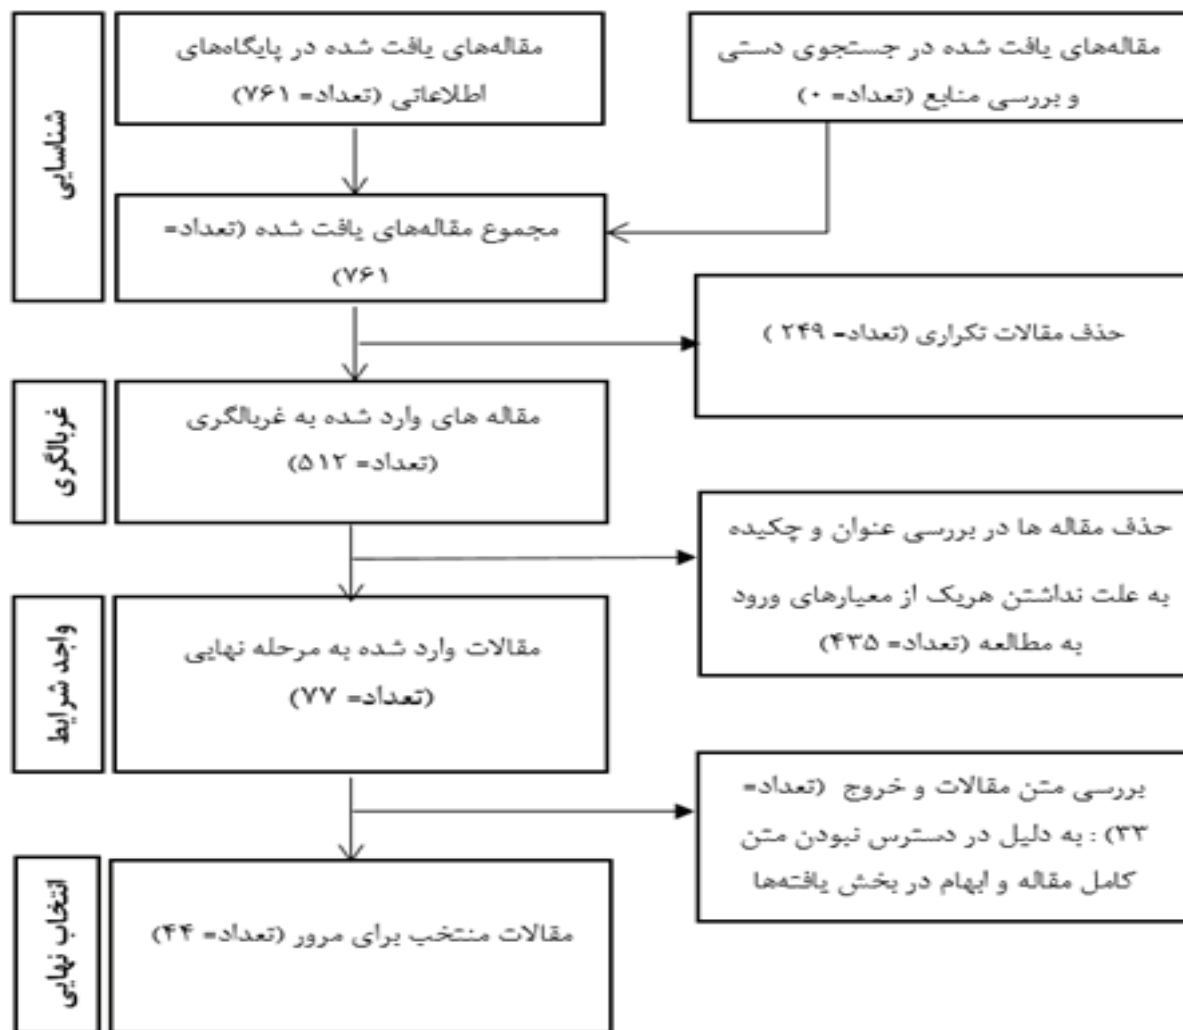 مقاله‌های یافت شده در جستجوی دستی
و بررسی منابع (تعداد= ۰)
مقاله‌های یافت شده در پایگاه‌های
اطلاعاتی (تعداد= ۷۶۱)
شناسایی
مجموع مقاله‌های یافت شده (تعداد=
۷۶۱)
حذف مقالات تکراری (تعداد= ۲۴۹ )
مقاله های وارد شده به غربالگری
(تعداد= ۵۱۲)
غربالگری
حذف مقاله ها در بررسی عنوان و چکیده
به علت نداشتن هریک از معیارهای ورود
به مطالعه (تعداد= ۴۳۵)
مقالات وارد شده به مرحله نهایی
(تعداد= ۷۷)
واجد شرایط
بررسی متن مقالات و خروج (تعداد=
۳۳) : به دلیل در دسترس نبودن متن
کامل مقاله و ابهام در بخش یافته‌ها
مقالات منتخب برای مرور (تعداد= ۴۴)
انتخاب نهایی